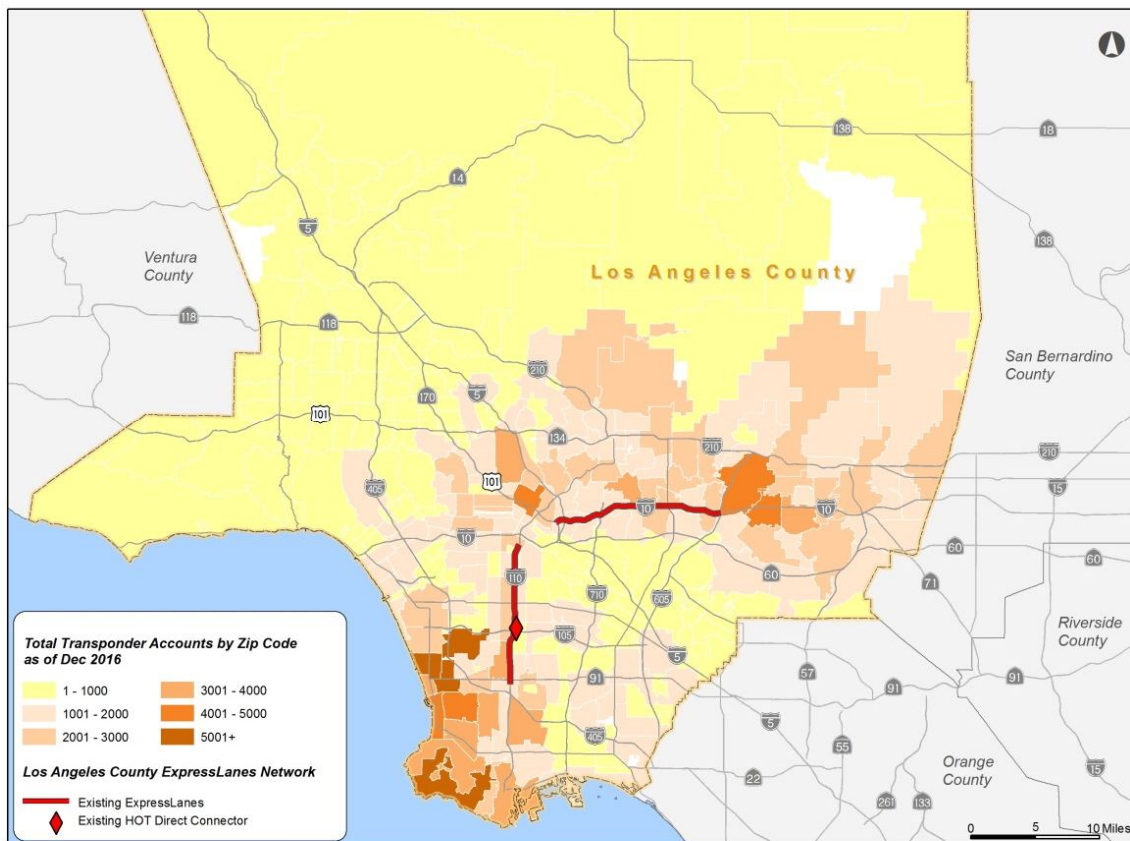 138
18
14
5
138
Ventura
County
Los Angeles County
118
118
San Bernardino
County
210
5
170
101
134
210
210
101
405
15
10
10
10
60
60
60
110
71
710
605
Riverside
County
105
5
57
91
91
91
405
5
55
22
Orange
County
15
261
133
Total Transponder Accounts by Zip Code
as of Dec 2016
1 - 1000
3001 - 4000
1001 - 2000
4001 - 5000
2001 - 3000
5001+
Los Angeles County ExpressLanes Network
Existing ExpressLanes
Existing HOT Direct Connector
0 5 10 Miles